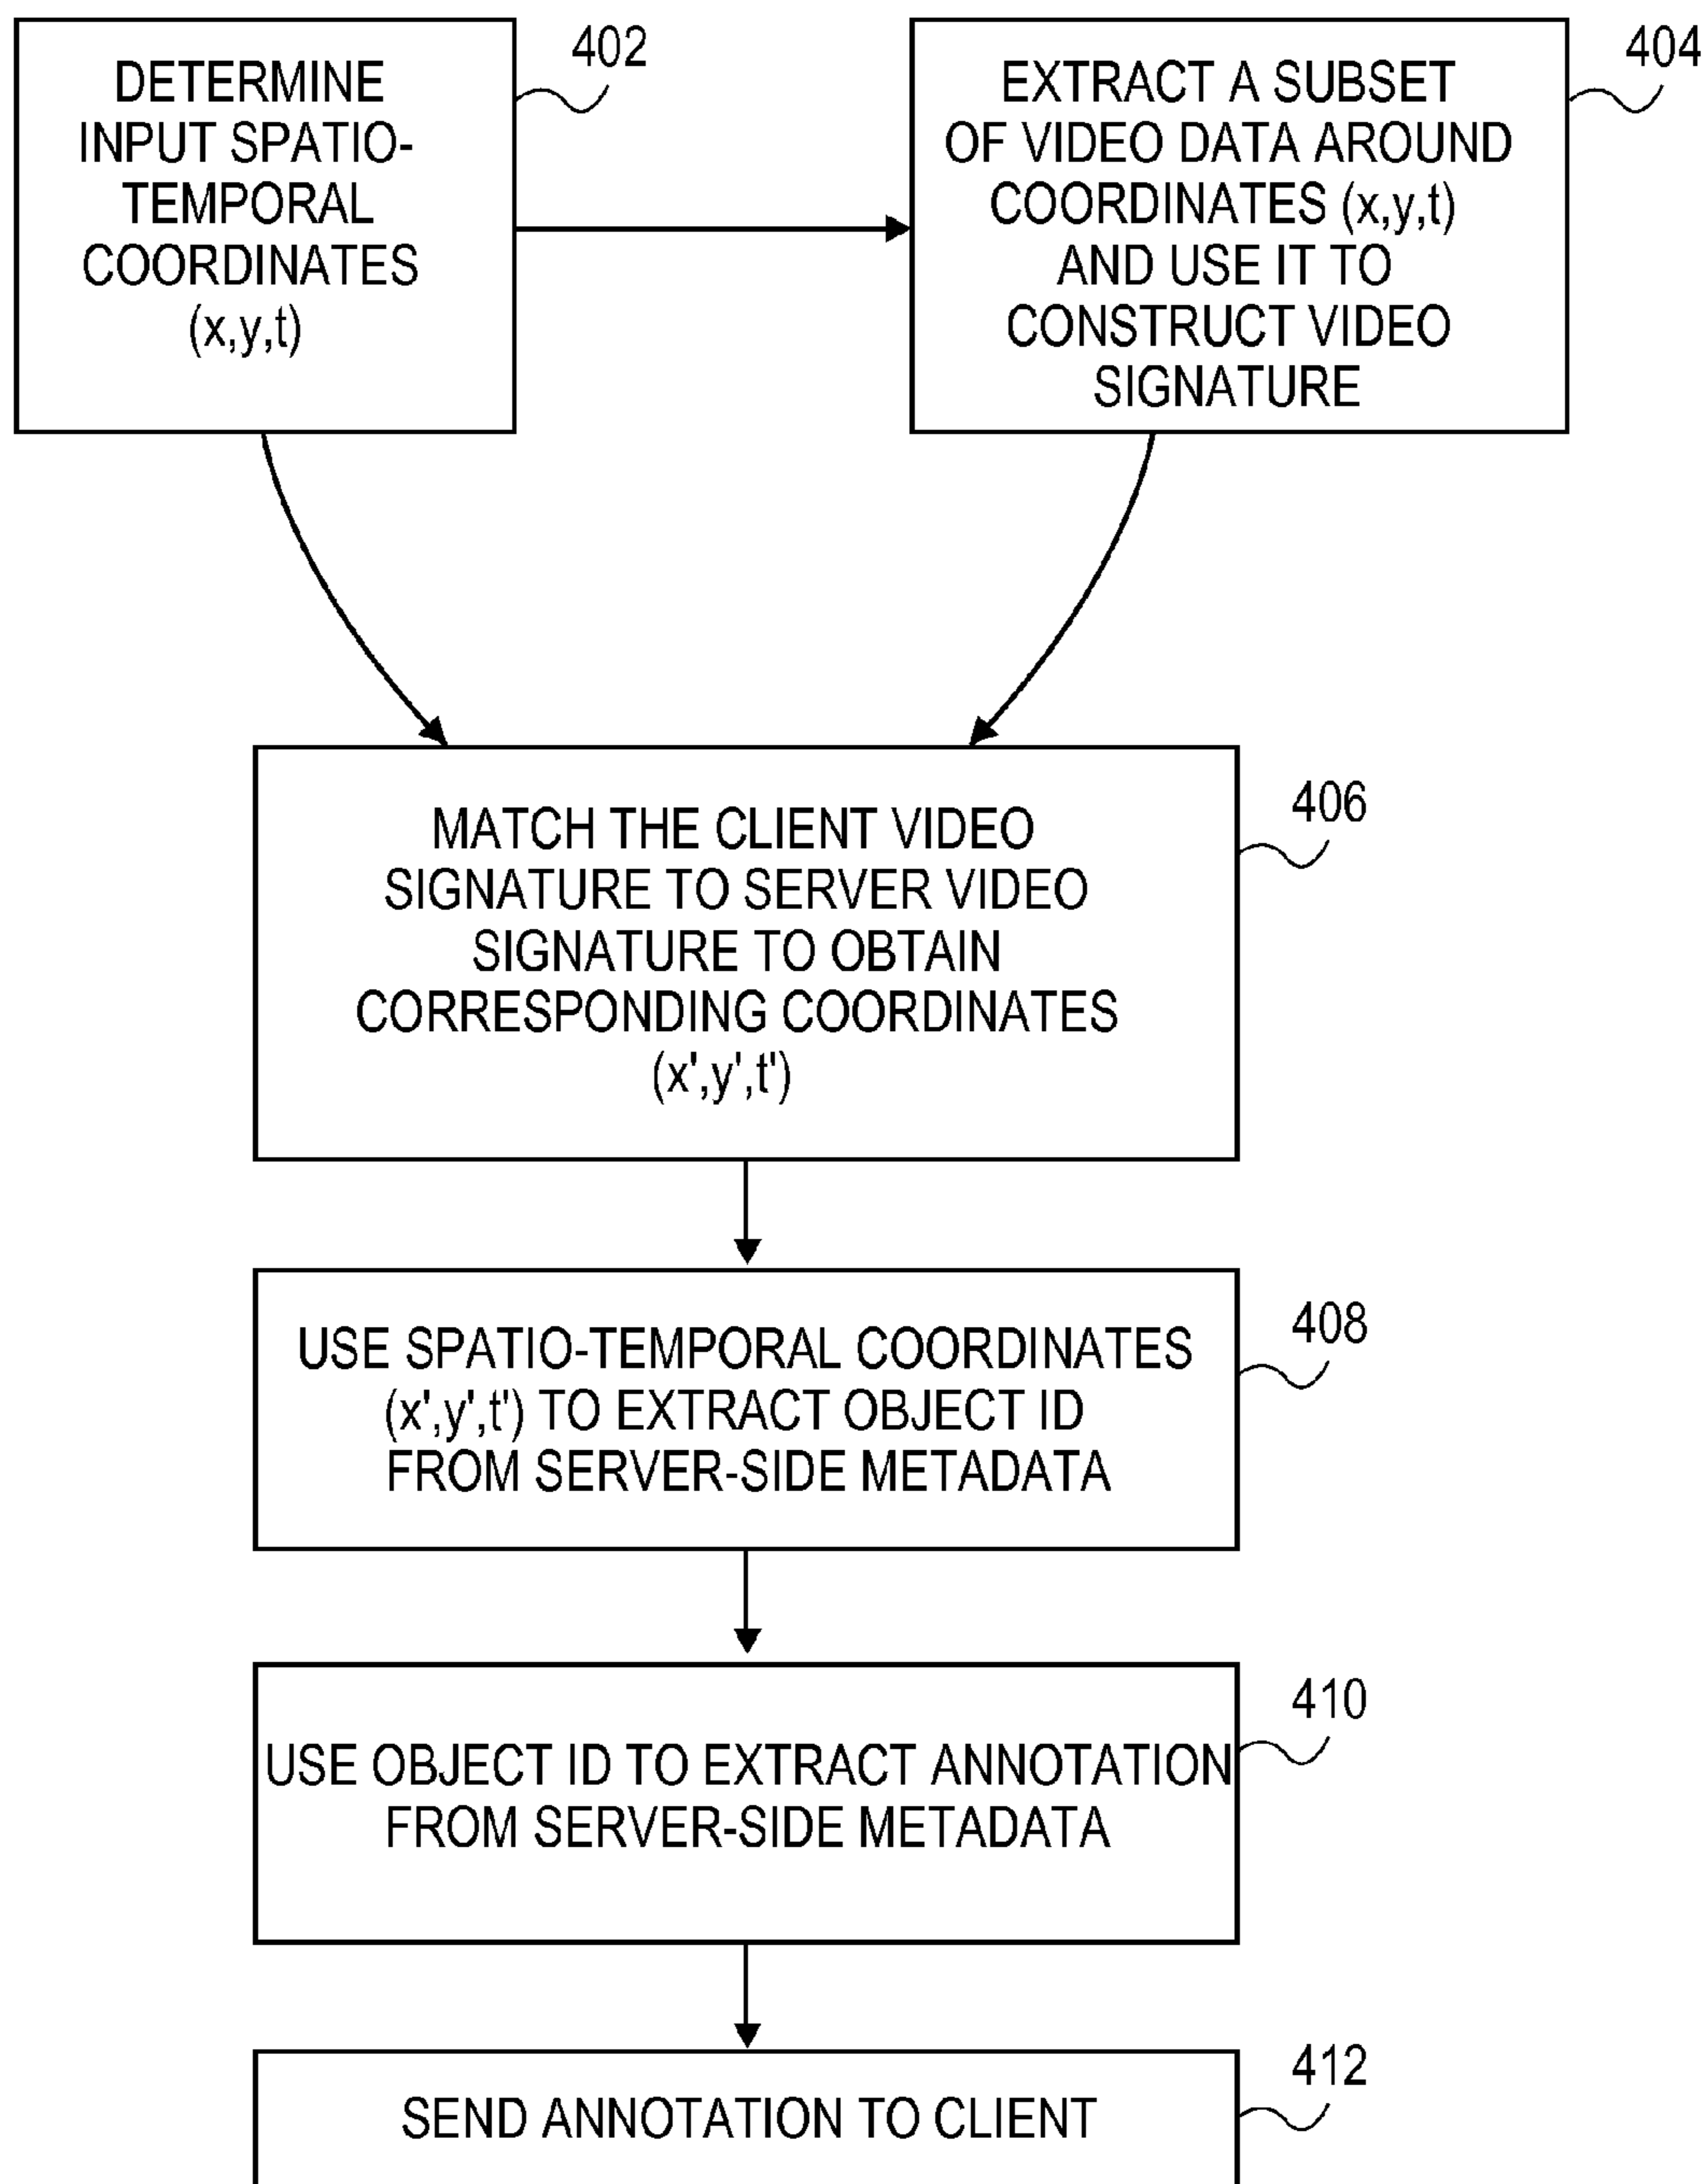 402
DETERMINE
INPUT SPATIO-
TEMPORAL
COORDINATES
(x,y,t)
404
EXTRACT A SUBSET
OF VIDEO DATA AROUND
COORDINATES (x,y,t)
AND USE IT TO
CONSTRUCT VIDEO
SIGNATURE
406
MATCH THE CLIENT VIDEO
SIGNATURE TO SERVER VIDEO
SIGNATURE TO OBTAIN
CORRESPONDING COORDINATES
(x',y',t')
408
USE SPATIO-TEMPORAL COORDINATES
(x',y',t') TO EXTRACT OBJECT ID
FROM SERVER-SIDE METADATA
410
USE OBJECT ID TO EXTRACT ANNOTATION
FROM SERVER-SIDE METADATA
412
SEND ANNOTATION TO CLIENT